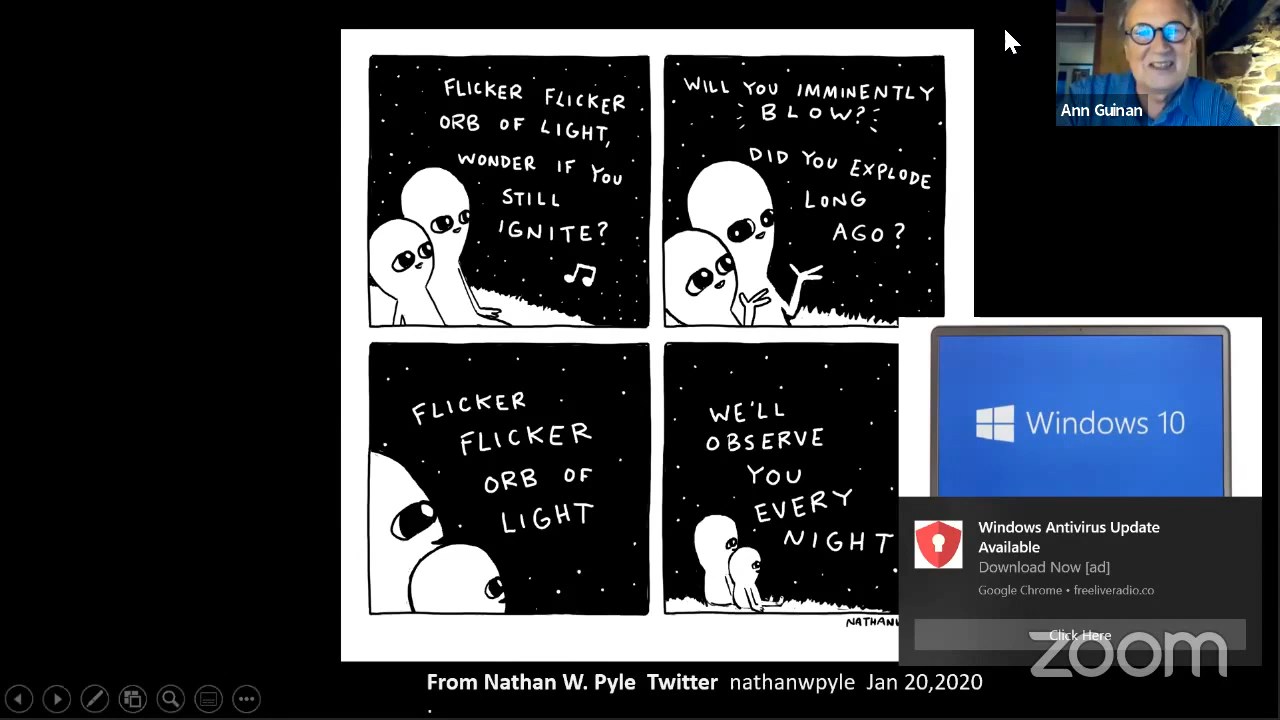 FLICKER FLICKER
ORB OF LIGHT,
WONDER IF YOU
STILL
IGNITE?
WILL YOU IMMINENTLY
BLOW?
DID YOU EXPLODE
LONG
AGO?
FLICKER
FLICKER
ORB OF
LIGHT
WE'LL
OBSERVE
YOU
EVERY
NIGHT
NATHANW
From Nathan W. Pyle Twitter nathanwpyle Jan 20,2020
.
Ann Guinan
Windows 10
Windows Antivirus Update
Available
Download Now [ad]
Google Chrome • freeliveradio.co
Click Here
zoom